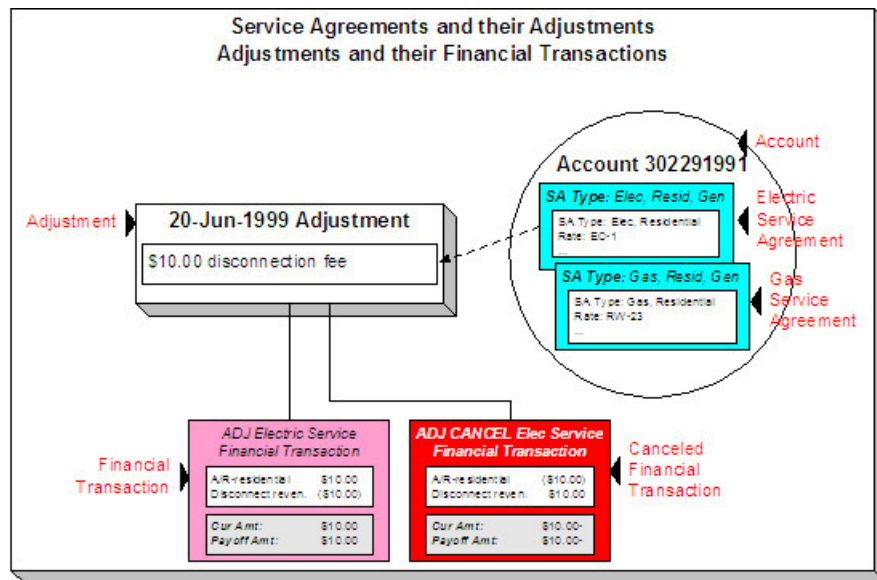 Service Agreements and their Adjustments
Adjustments and their Financial Transactions
Account
Account 302291991
SA Type: Elec, Resid, Gen
SA Type: Elec, Residential
Rate: EC-1
...
Electric
Service
Agreement
Adjustment
20-Jun-1999 Adjustment
$10.00 disconnection fee
SA Type: Gas, Resid, Gen
SA Type: Gas, Residential
Rate: RW-23
...
Gas
Service
Agreement
ADJ Electric Service
Financial Transaction
A/R-residential $10.00
Disconnect reven. ($10.00)
Cur Amt: $10.00
Payoff Amt: $10.00
Financial
Transaction
ADJ CANCEL Elec Service
Financial Transaction
A/R-residential ($10.00)
Disconnect reven. $10.00
Cur Amt: $10.00-
Payoff Amt: $10.00-
Canceled
Financial
Transaction